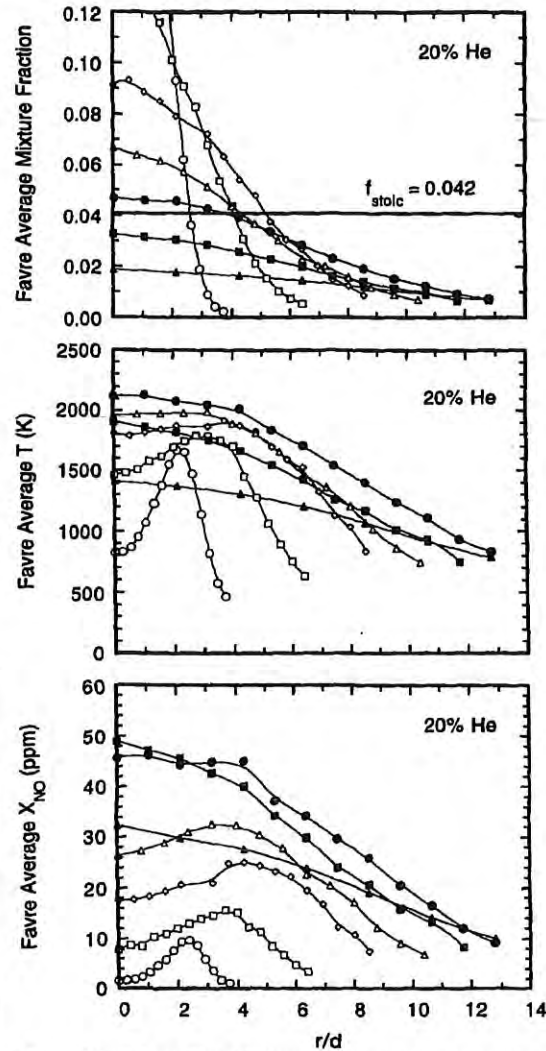 0.12
0.10
0.08
0.06
0.04
0.02
0.00
Favre Average Mixture Fraction
20% He
f stoic = 0.042
2500
2000
1500
1000
500
0
Favre Average T (K)
20% He
60
50
40
30
20
10
0
Favre Average X NO (ppm)
20% He
0 2 4 6 8 10 12 14
r/d